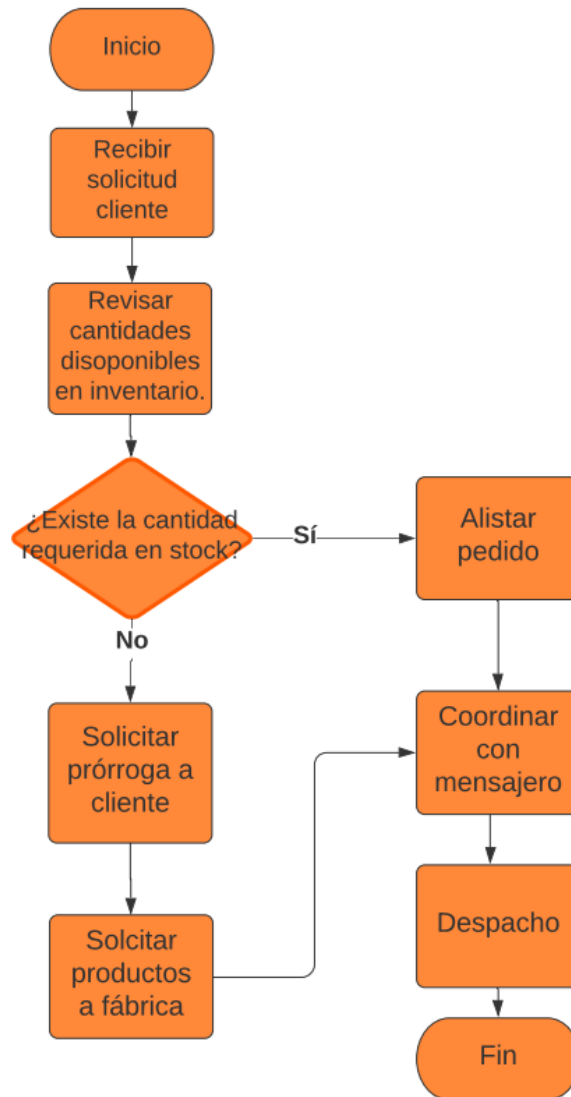 Inicio
Recibir
solicitud
cliente
Revisar
cantidades
disoponibles
en inventario.
¿Existe la cantidad
requerida en stock?
Sí
Alistar
pedido
No
Solicitar
prórroga a
cliente
Coordinar
con
mensajero
Solcitar
productos
a fábrica
Despacho
Fin